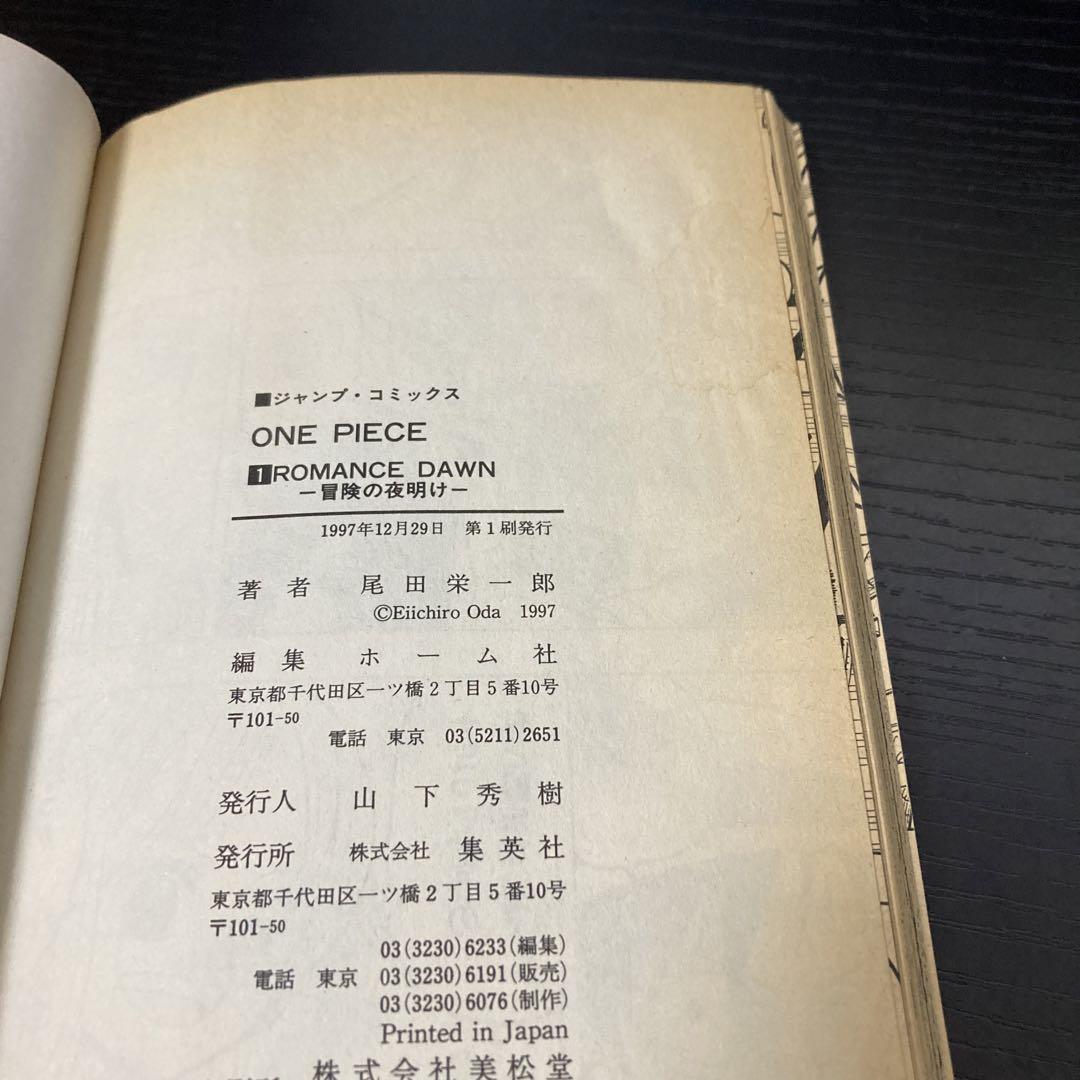 ■ジャンプ・コミックス
ONE PIECE
1 ROMANCE DAWN
―冒険の夜明け―
1997年12月29日 第1刷発行
著者 尾田栄一郎
©Eiichiro Oda 1997
編集 ホーム社
東京都千代田区一ツ橋2丁目5番10号
〒101-50
電話 東京 03(5211)2651
発行人 山下秀樹
発行所 株式会社 集英社
東京都千代田区一ツ橋2丁目5番10号
〒101-50
03(3230)6233(編集)
電話 東京 03(3230)6191(販売)
03(3230)6076(制作)
Printed in Japan
株式会社美松堂